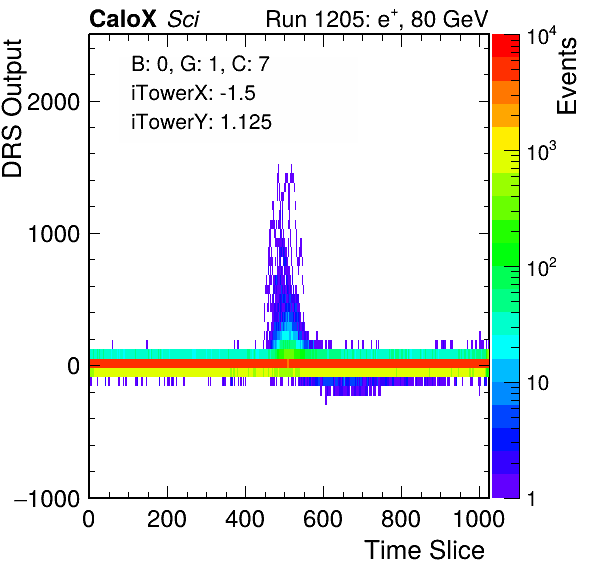 CaloX Sci Run 1205: e⁺, 80 GeV
B: 0, G: 1, C: 7
iTowerX: -1.5
iTowerY: 1.125
DRS Output
2000
1000
0
−1000
0 200 400 600 800 1000
Time Slice
Events
10⁴
10³
10²
10
1